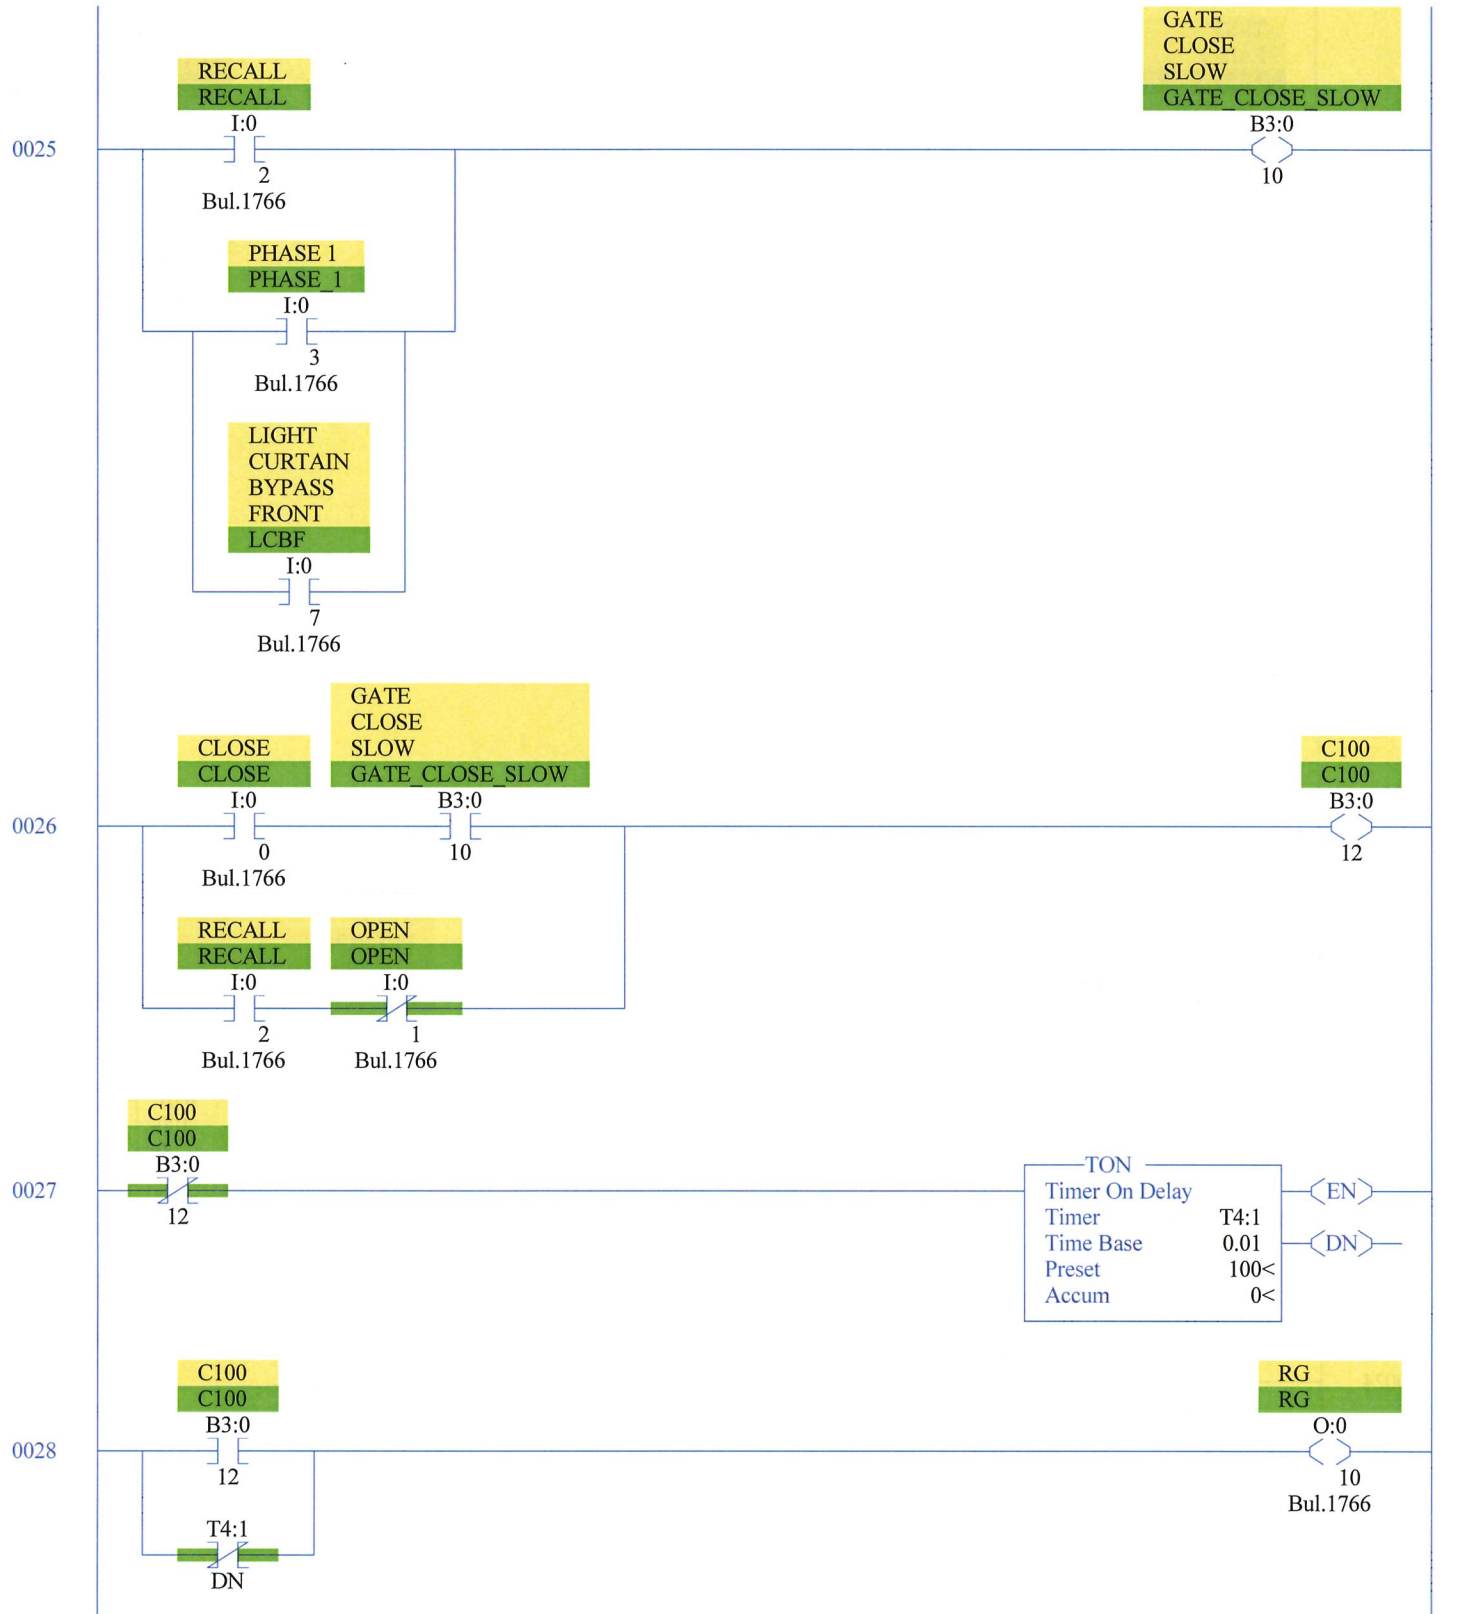 GATE
CLOSE
SLOW
GATE_CLOSE_SLOW
B3:0
10
RECALL
RECALL
I:0
0025
2
Bul.1766
PHASE 1
PHASE_1
I:0
3
Bul.1766
LIGHT
CURTAIN
BYPASS
FRONT
LCBF
I:0
7
Bul.1766
GATE
CLOSE
SLOW
GATE_CLOSE_SLOW
B3:0
10
CLOSE
CLOSE
I:0
0026
0
Bul.1766
C100
C100
B3:0
12
RECALL
RECALL
I:0
2
Bul.1766
OPEN
OPEN
I:0
1
Bul.1766
C100
C100
B3:0
0027
12
TON
Timer On Delay
Timer T4:1
Time Base 0.01
Preset 100<
Accum 0<
EN
DN
C100
C100
B3:0
0028
12
T4:1
DN
RG
RG
O:0
10
Bul.1766